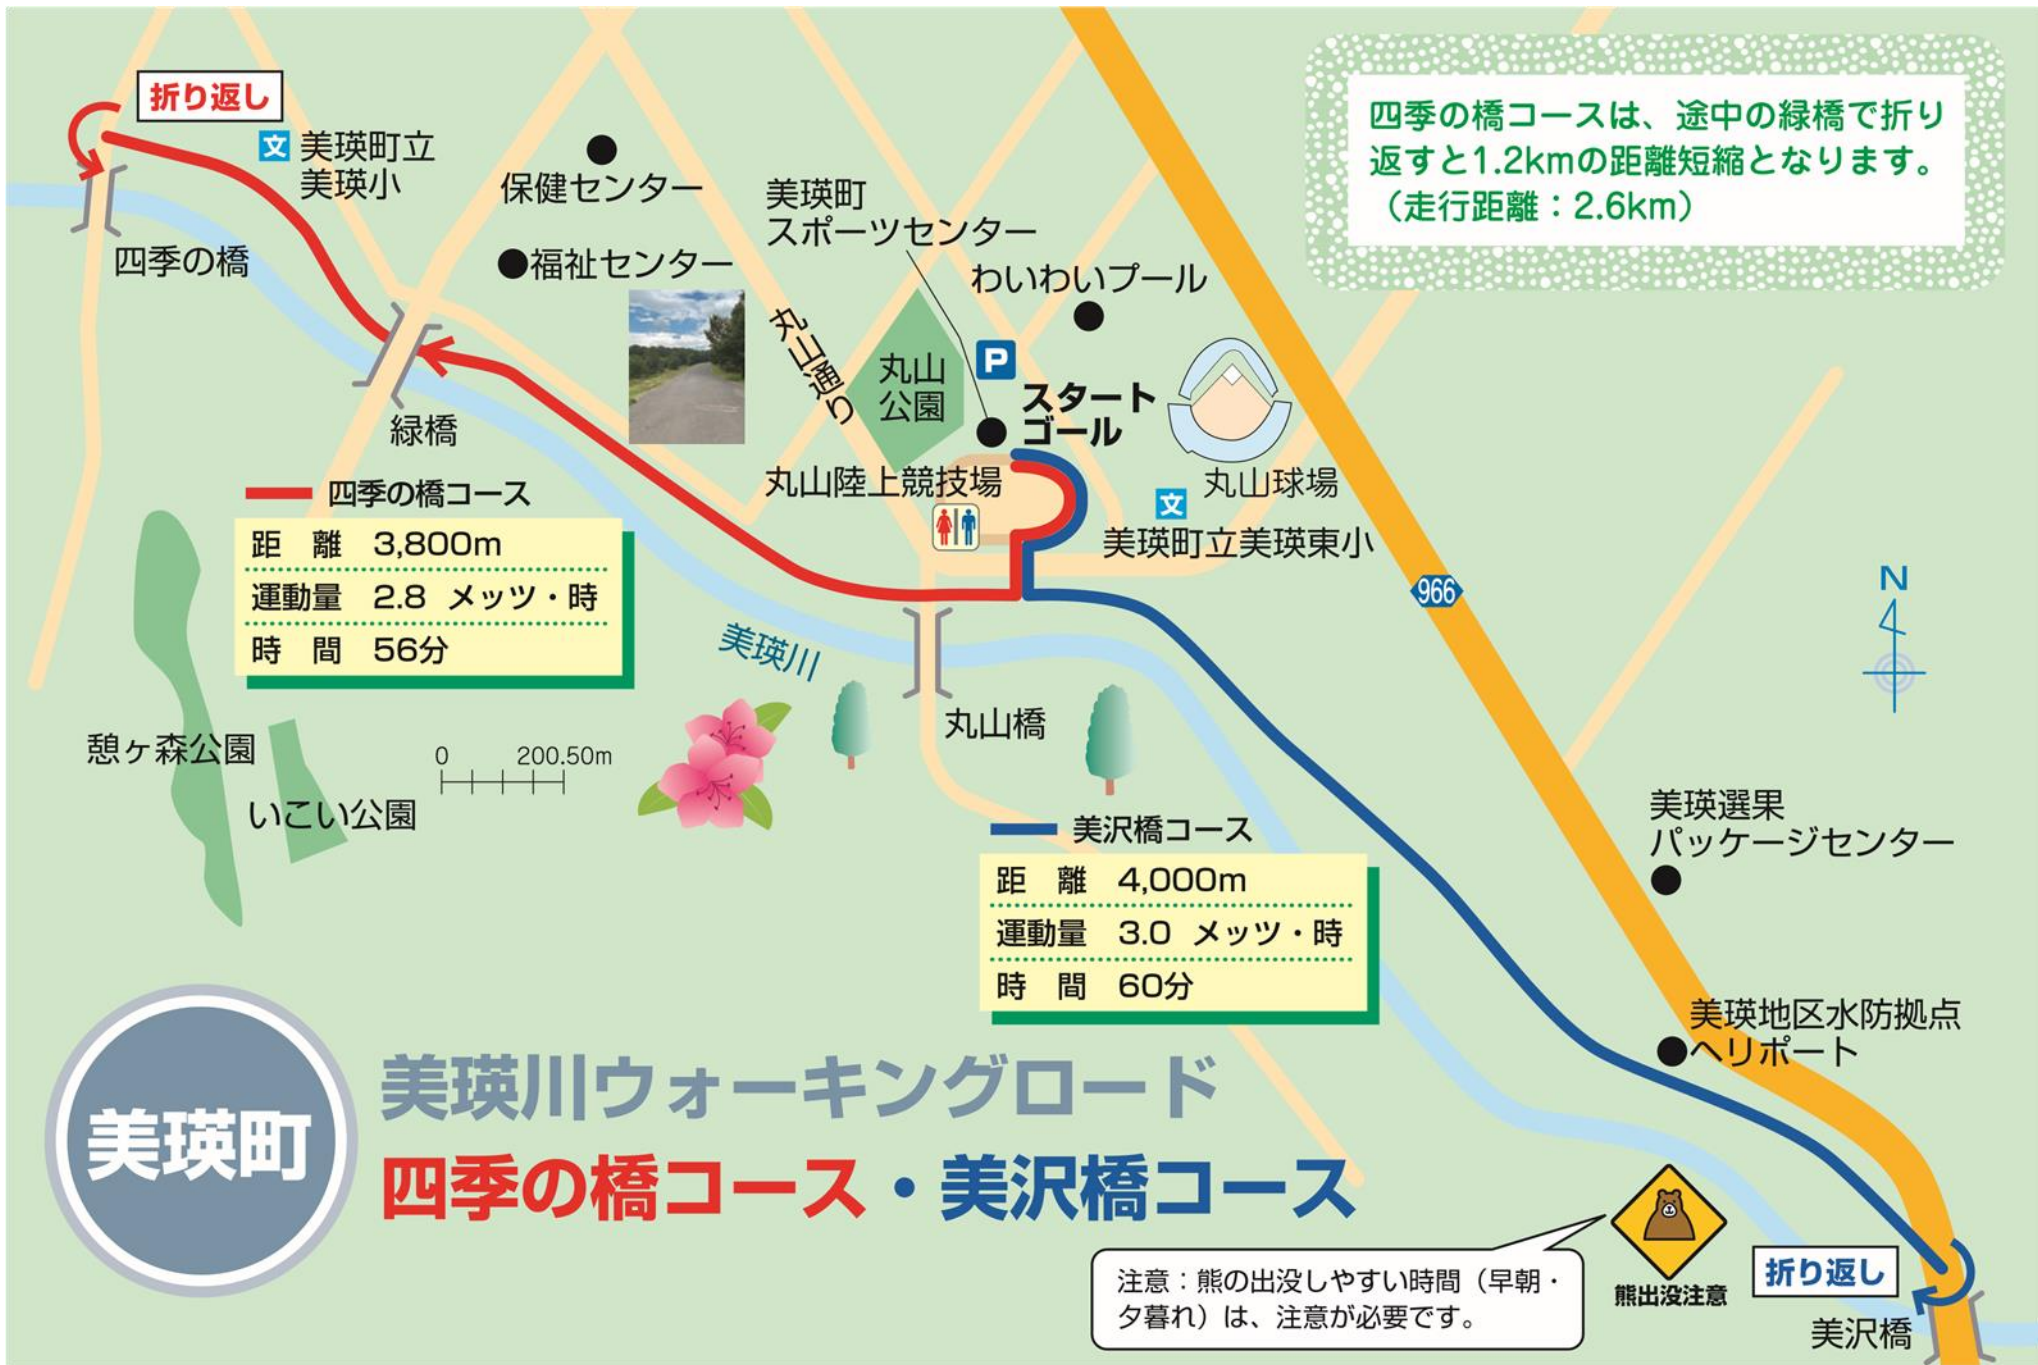 折り返し
文
美瑛町立
美瑛小
保健センター
美瑛町
スポーツセンター
四季の橋コースは、途中の緑橋で折り
返すと1.2kmの距離短縮となります。
（走行距離：2.6km）
四季の橋
福祉センター
わいわいプール
丸山通り
丸山
公園
P
スタート
ゴール
緑橋
丸山陸上競技場
丸山球場
文
美瑛町立美瑛東小
四季の橋コース
距　離　3,800m
運動量　2.8 メッツ・時
時　間　56分
966
N
美瑛川
丸山橋
憩ヶ森公園
いこい公園
0 200.50m
美瑛選果
パッケージセンター
美沢橋コース
距　離　4,000m
運動量　3.0 メッツ・時
時　間　60分
美瑛地区水防拠点
ヘリポート
美瑛町
美瑛川ウォーキングロード
四季の橋コース・美沢橋コース
注意：熊の出没しやすい時間（早朝・
夕暮れ）は、注意が必要です。
熊出没注意
折り返し
美沢橋